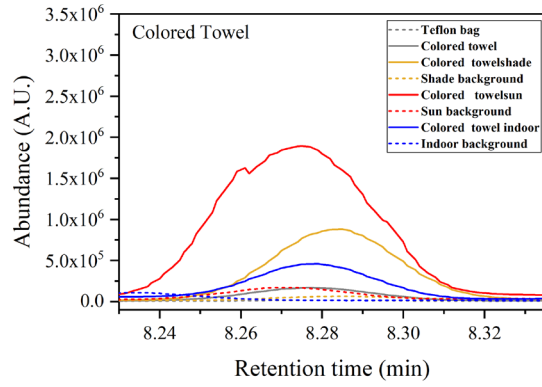 Colored Towel
Teflon bag
Colored towel
Colored  towelshade
Shade background
Colored  towelsun
Sun background
Colored towel indoor
Indoor background
Abundance (A.U.)
3.5x10⁶
3.0x10⁶
2.5x10⁶
2.0x10⁶
1.5x10⁶
1.0x10⁶
5.0x10⁵
0.0
8.24
8.26
8.28
8.30
8.32
Retention time (min)